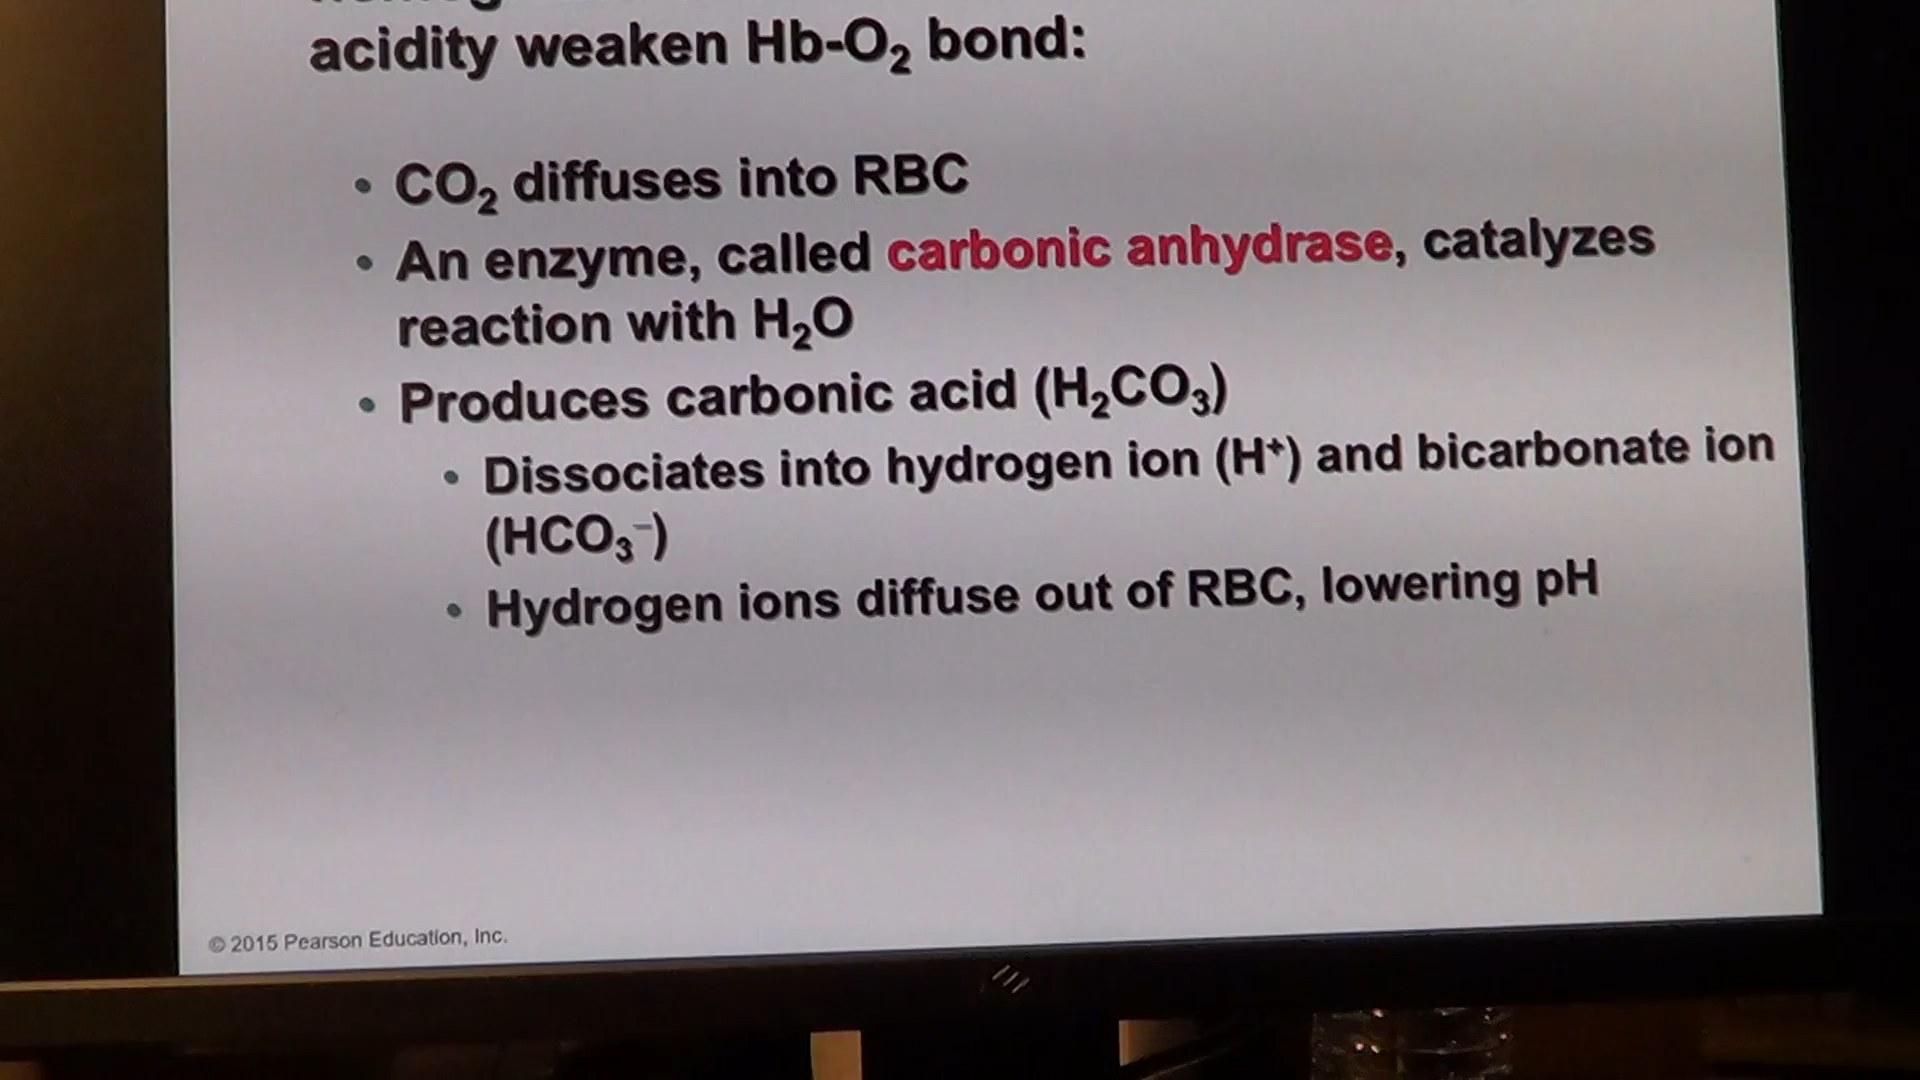 acidity weaken Hb-O₂ bond:
• CO₂ diffuses into RBC
• An enzyme, called carbonic anhydrase, catalyzes
reaction with H₂O
• Produces carbonic acid (H₂CO₃)
• Dissociates into hydrogen ion (H⁺) and bicarbonate ion
(HCO₃⁻)
• Hydrogen ions diffuse out of RBC, lowering pH
© 2015 Pearson Education, Inc.